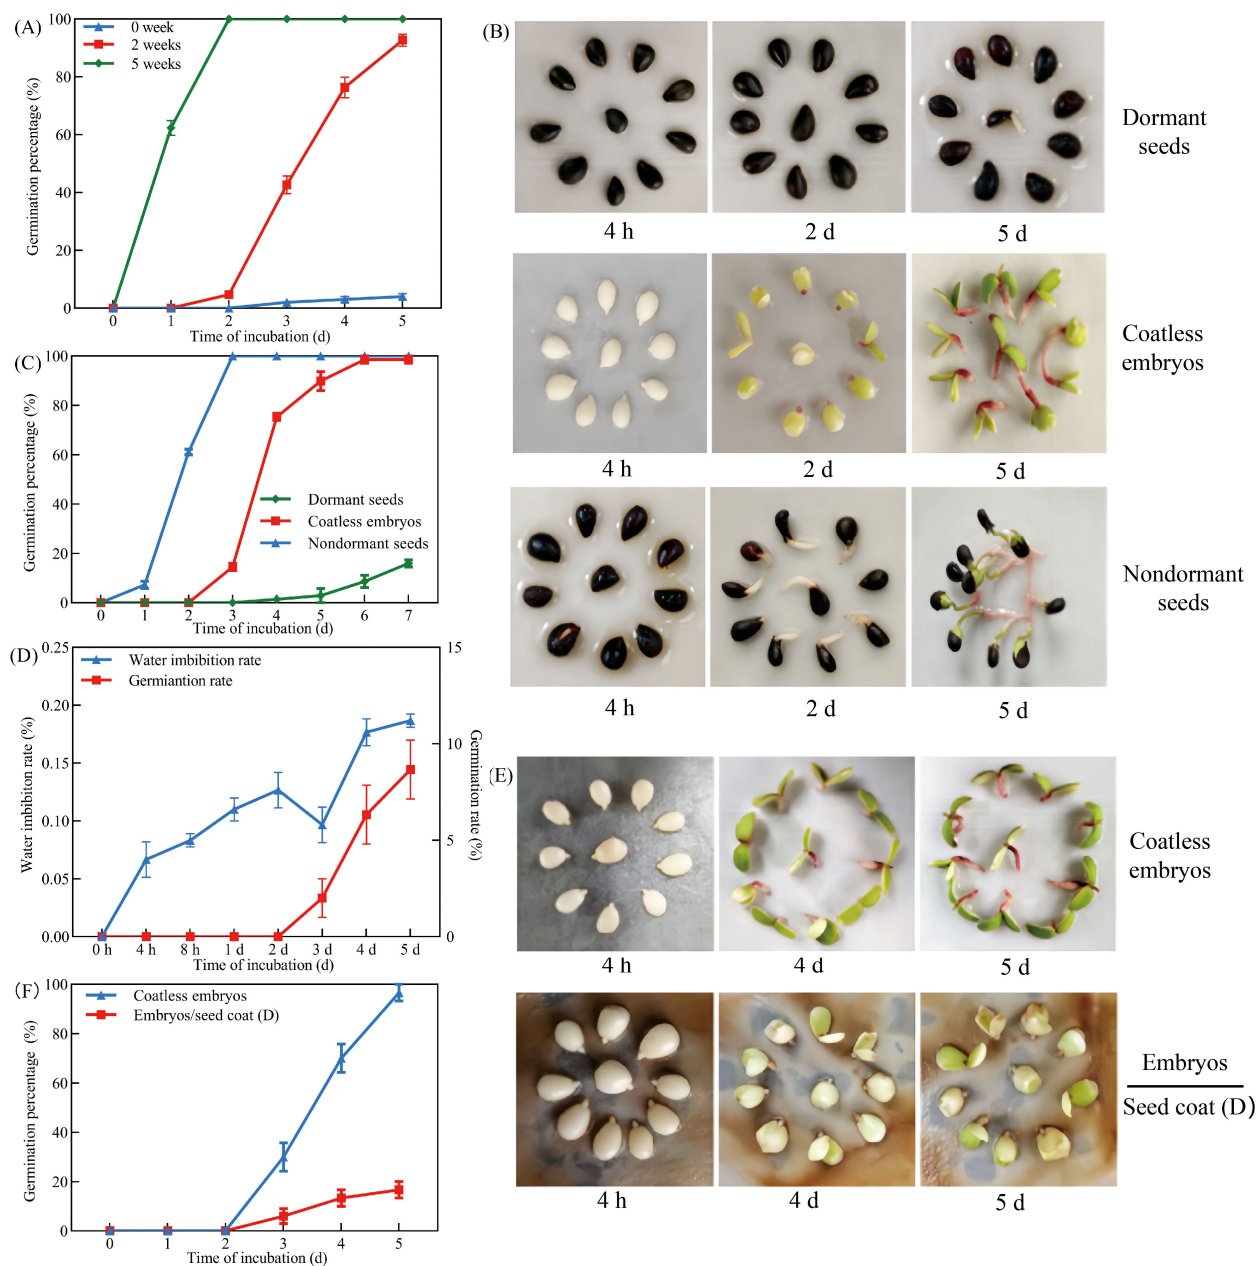 (A)
0 week
2 weeks
5 weeks
Germination percentage (%)
100
80
60
40
20
0
0 1 2 3 4 5
Time of incubation (d)
(B)
Dormant
seeds
4 h
2 d
5 d
Coatless
embryos
4 h
2 d
5 d
Nondormant
seeds
4 h
2 d
5 d
(C)
Germination percentage (%)
100
80
60
40
20
0
Dormant seeds
Coatless embryos
Nondormant seeds
0 1 2 3 4 5 6 7
Time of incubation (d)
(D)
Water imbibition rate
Germiantion rate
Water imbibiton rate (%)
0.25
0.20
0.15
0.10
0.05
0.00
15
10
5
0
Germination rate (%)
0 h 4 h 8 h 1 d 2 d 3 d 4 d 5 d
Time of incubation (d)
(E)
Coatless
embryos
4 h
4 d
5 d
Embryos
Seed coat (D)
4 h
4 d
5 d
(F)
Coatless embryos
Embryos/seed coat (D)
Germination percentage (%)
100
80
60
40
20
0
0 1 2 3 4 5
Time of incubation (d)